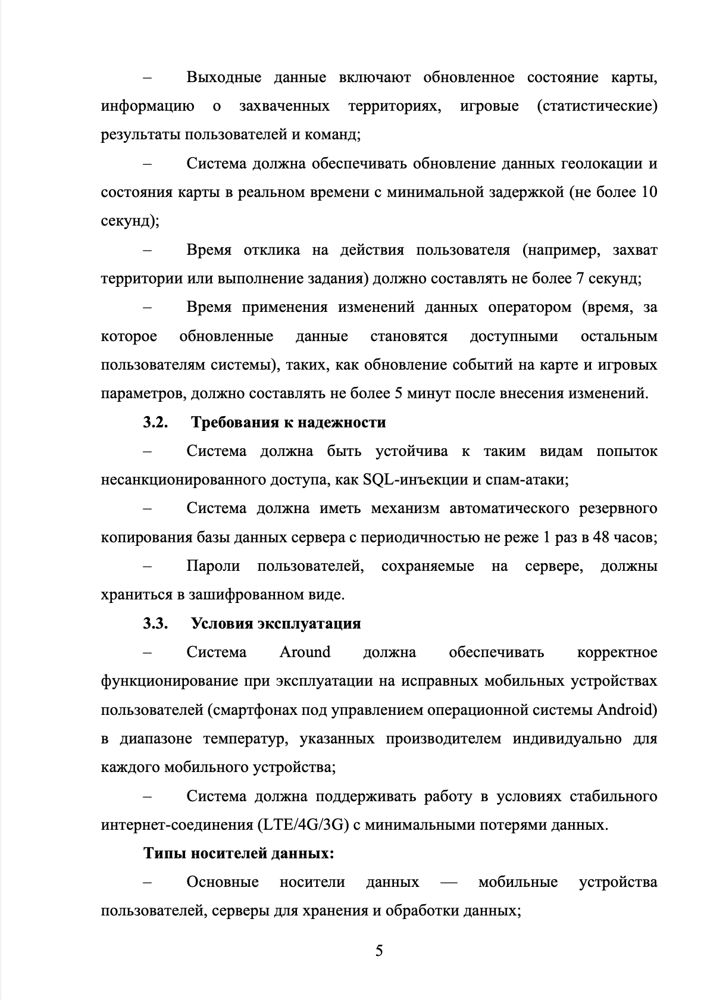 – Выходные данные включают обновленное состояние карты,
информацию о захваченных территориях, игровые (статистические)
результаты пользователей и команд;
– Система должна обеспечивать обновление данных геолокации и
состояния карты в реальном времени с минимальной задержкой (не более 10
секунд);
– Время отклика на действия пользователя (например, захват
территории или выполнение задания) должно составлять не более 7 секунд;
– Время применения изменений данных оператором (время, за
которое обновленные данные становятся доступными остальным
пользователям системы), таких, как обновление событий на карте и игровых
параметров, должно составлять не более 5 минут после внесения изменений.
3.2. Требования к надежности
– Система должна быть устойчива к таким видам попыток
несанкционированного доступа, как SQL-инъекции и спам-атаки;
– Система должна иметь механизм автоматического резервного
копирования базы данных сервера с периодичностью не реже 1 раз в 48 часов;
– Пароли пользователей, сохраняемые на сервере, должны
храниться в зашифрованном виде.
3.3. Условия эксплуатация
– Система Around должна обеспечивать корректное
функционирование при эксплуатации на исправных мобильных устройствах
пользователей (смартфонах под управлением операционной системы Android)
в диапазоне температур, указанных производителем индивидуально для
каждого мобильного устройства;
– Система должна поддерживать работу в условиях стабильного
интернет-соединения (LTE/4G/3G) с минимальными потерями данных.
Типы носителей данных:
– Основные носители данных — мобильные устройства
пользователей, серверы для хранения и обработки данных;
5